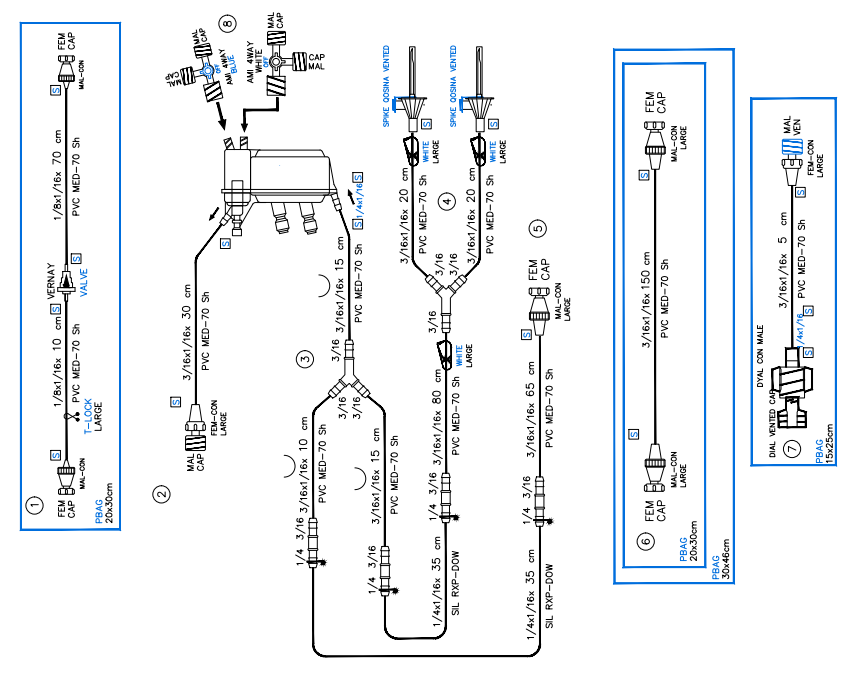 1
FEM
CAP
MAL-CON
S
1/8x1/16x 70 cm
PVC MED-70 Sh
S
VERNAY
VALVE
S
1/8x1/16x 10 cm
PVC MED-70 Sh
T-LOCK
LARGE
S
MAL-CON
FEM
CAP
PBAG
20x30cm
2
MAL
CAP
FEM-CON
LARGE
S
3/16x1/16x 30 cm
PVC MED-70 Sh
S
8
MAL
CAP
MAL
CAP
OFF
AMI 4WAY
BLUE
MAL
CAP
OFF
AMI 4WAY
WHITE
CAP
MAL
S
1/4x1/16
S
3/16x1/16x 15 cm
PVC MED-70 Sh
3
3/16
3/16
3/16
3/16x1/16x 10 cm
PVC MED-70 Sh
3/16x1/16x 15 cm
PVC MED-70 Sh
1/4 3/16
1/4 3/16
4
SPIKE QOSINA VENTED
S
WHITE
LARGE
3/16x1/16x 20 cm
PVC MED-70 Sh
SPIKE QOSINA VENTED
S
WHITE
LARGE
3/16x1/16x 20 cm
PVC MED-70 Sh
3/16
3/16
3/16
WHITE
LARGE
3/16x1/16x 80 cm
PVC MED-70 Sh
1/4 3/16
1/4x1/16x 35 cm
SIL RXP-DOW
5
FEM
CAP
MAL-CON
LARGE
S
3/16x1/16x 65 cm
PVC MED-70 Sh
1/4 3/16
1/4x1/16x 35 cm
SIL RXP-DOW
6
FEM
CAP
MAL-CON
LARGE
S
3/16x1/16x 150 cm
PVC MED-70 Sh
S
MAL-CON
LARGE
FEM
CAP
PBAG
20x30cm
PBAG
30x46cm
7
MAL
VEN
FEM-CON
LARGE
S
3/16x1/16x 5 cm
PVC MED-70 Sh
S
1/4x1/16
S
DYAL CON MALE
DIAL VENTED CAP
PBAG
15x25cm